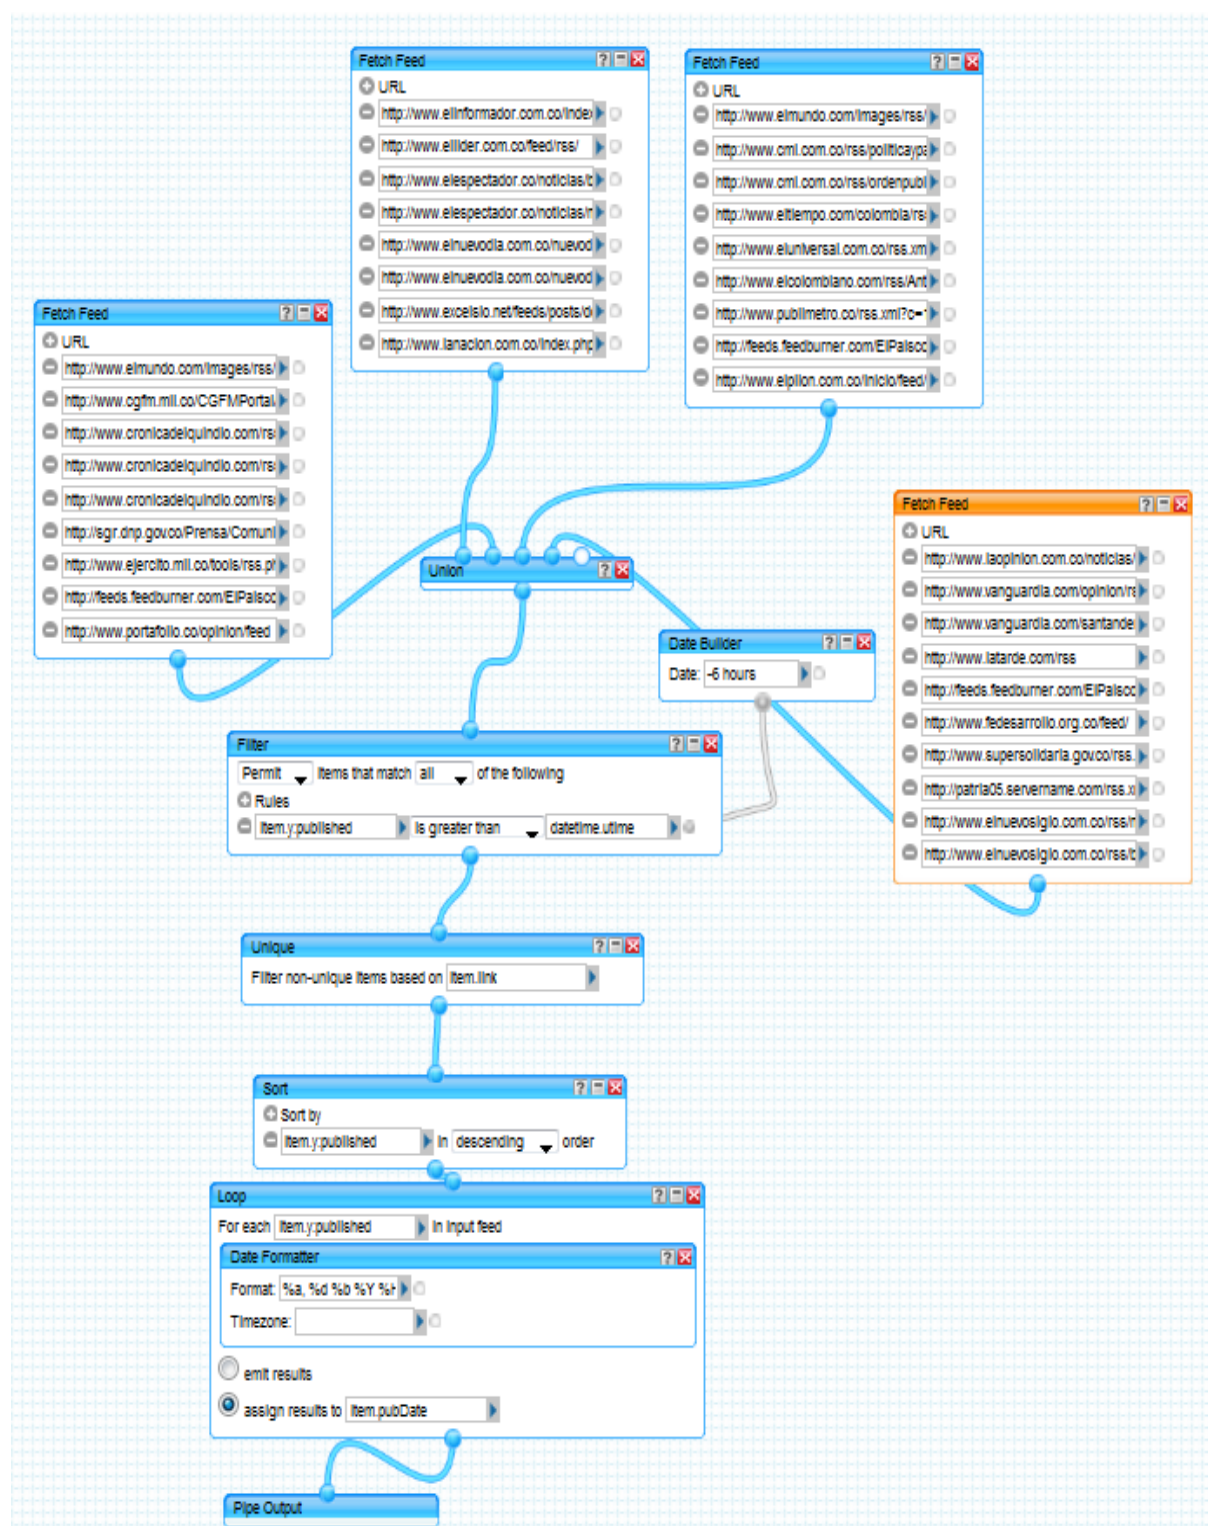 Fetch Feed
URL
http://www.elinformador.com.co/index
http://www.ellider.com.co/feed/rss/
http://www.elespectador.co/noticias/
http://www.elespectador.co/noticias/
http://www.elnuevodia.com.co/nuevod
http://www.elnuevodia.com.co/nuevod
http://www.excelsio.net/feeds/posts/d
http://www.lanacion.com.co/index.php
Fetch Feed
URL
http://www.elmundo.com/images/rss/
http://www.cmi.com.co/rss/politicaypa
http://www.cmi.com.co/rss/ordenpubl
http://www.eltiempo.com/colombia/rs
http://www.eluniversal.com.co/rss.xm
http://www.elcolombiano.com/rss/Ant
http://www.publimetro.co/rss.xml?c=
http://feeds.feedburner.com/ElPaisco
http://www.elpilon.com.co/inicio/feed/
Fetch Feed
URL
http://www.elmundo.com/images/rss/
http://www.cgfm.mil.co/CGFMPortal
http://www.cronicadelquindio.com/rs
http://www.cronicadelquindio.com/rs
http://www.cronicadelquindio.com/rs
http://sgr.dnp.gov.co/Prensa/Comuni
http://www.ejercito.mil.co/tools/rss.ph
http://feeds.feedburner.com/ElPaisco
http://www.portafolio.co/opinion/feed
Fetch Feed
URL
http://www.laopinion.com.co/noticias/
http://www.vanguardia.com/opinion/rs
http://www.vanguardia.com/santande
http://www.latarde.com/rss
http://feeds.feedburner.com/ElPaisco
http://www.fedesarrollo.org.co/feed/
http://www.supersolidaria.gov.co/rss.
http://patria05.servername.com/rss.x
http://www.elnuevosiglo.com.co/rss/
http://www.elnuevosiglo.com.co/rss/
Union
Date Builder
Date: -6 hours
Filter
Permit items that match all of the following
Rules
item.y:published is greater than datetime.utime
Unique
Filter non-unique items based on item.link
Sort
Sort by
item.y:published in descending order
Loop
For each item.y:published in input feed
Date Formatter
Format: %a, %d %b %Y %H
Timezone:
emit results
assign results to item.pubDate
Pipe Output